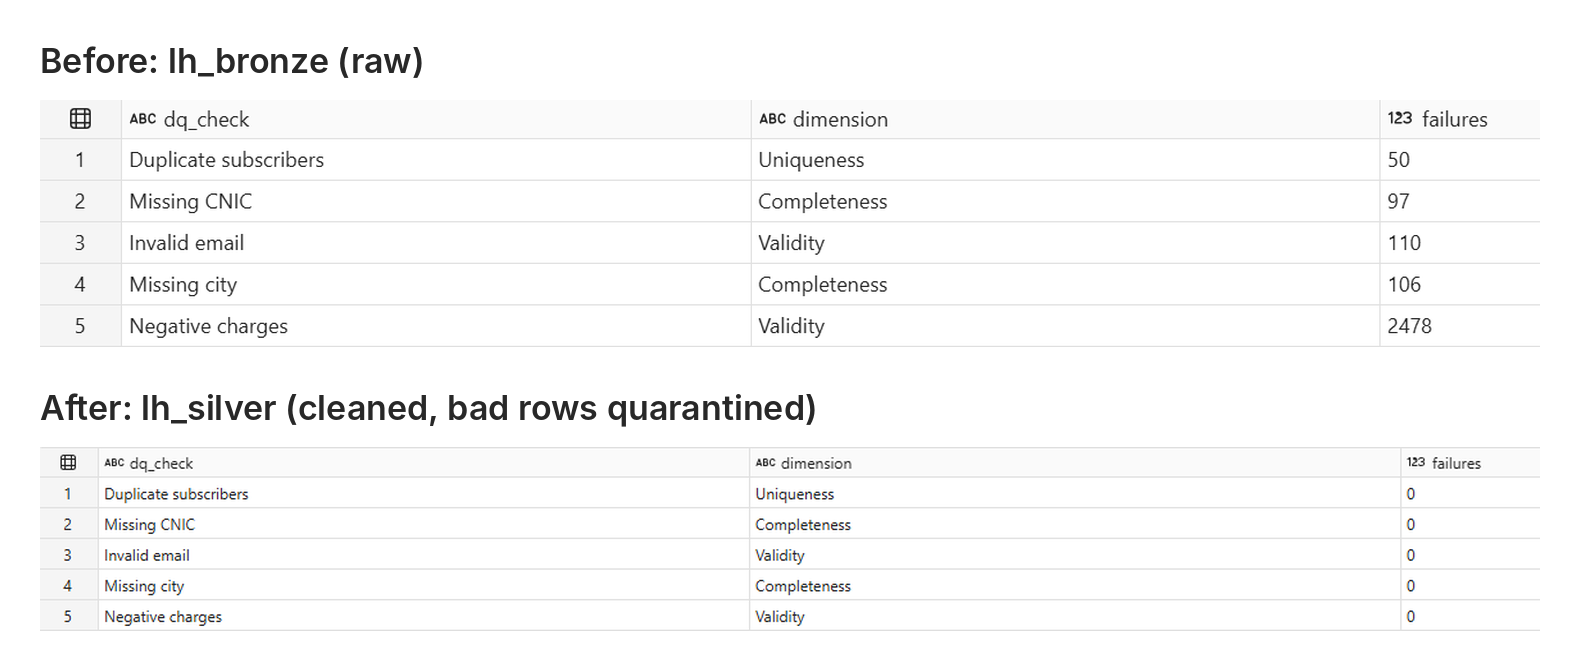 Before: lh_bronze (raw)
ABC dq_check ABC dimension 123 failures
1 Duplicate subscribers Uniqueness 50
2 Missing CNIC Completeness 97
3 Invalid email Validity 110
4 Missing city Completeness 106
5 Negative charges Validity 2478
After: lh_silver (cleaned, bad rows quarantined)
ABC dq_check ABC dimension 123 failures
1 Duplicate subscribers Uniqueness 0
2 Missing CNIC Completeness 0
3 Invalid email Validity 0
4 Missing city Completeness 0
5 Negative charges Validity 0